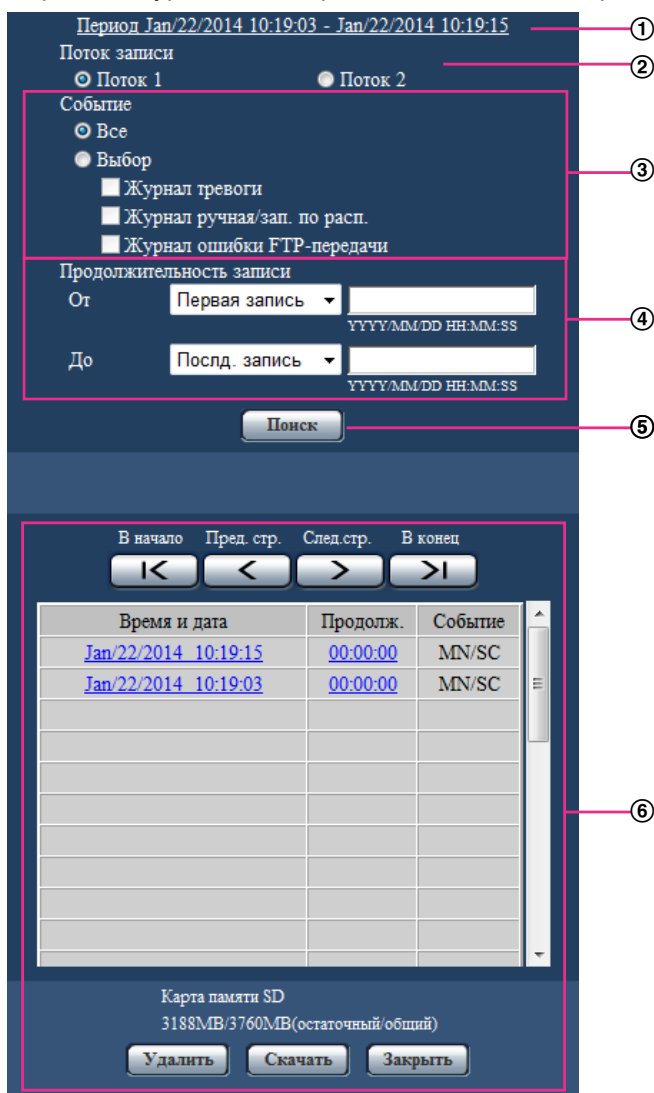 Период Jan/22/2014 10:19:03 - Jan/22/2014 10:19:15 ①
Поток записи ②
Поток 1 Поток 2
Событие
Все
Выбор ③
Журнал тревоги
Журнал ручная/зап. по расп.
Журнал ошибки FTP-передачи
Продолжительность записи
От Первая запись ④
YYYY/MM/DD HH:MM:SS
До Послд. запись
YYYY/MM/DD HH:MM:SS
Поиск ⑤
В начало Пред. стр. След.стр. В конец
Время и дата Продолж. Событие
Jan/22/2014 10:19:15 00:00:00 MN/SC
Jan/22/2014 10:19:03 00:00:00 MN/SC
⑥
Карта памяти SD
3188MB/3760MB(остаточный/общий)
Удалить Скачать Закрыть